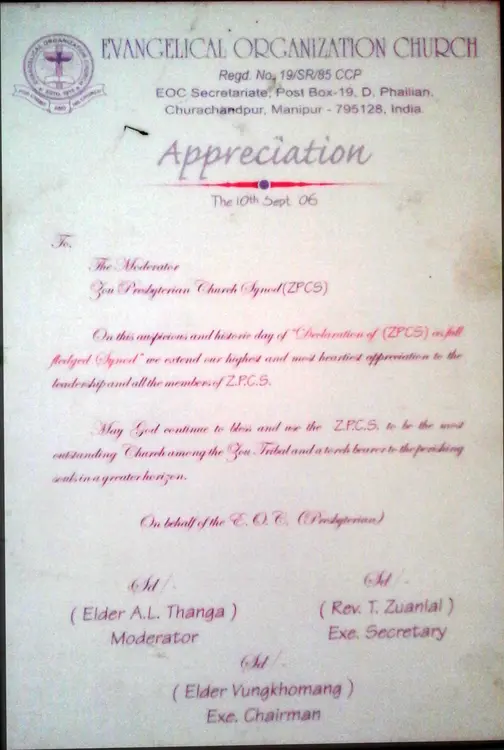 EVANGELICAL ORGANIZATION CHURCH
Regd. No. 19/SR/85 CCP
EOC Secretariate, Post Box-19, D. Phailian,
Churachandpur, Manipur - 795128, India.
Appreciation
The 10th Sept. 06
To,
The Moderator
Zou Presbyterian Church Synod (ZPCS)
On this auspicious and historic day of "Declaration of (ZPCS) as full
fledged Synod" we extend our highest and most heartiest appreciation to the
leadership and all the members of Z.P.C.S.
May God continue to bless and use the Z.P.C.S. to be the most
outstanding Church among the Zou Tribal and a torch bearer to the perishing
souls in a greater horizon.
On behalf of the E. O. C. (Presbyterian)
Sd/-
( Elder A.L. Thanga )
Moderator
Sd/-
( Rev. T. Zuanlal )
Exe. Secretary
Sd/-
( Elder Vungkhomang )
Exe. Chairman